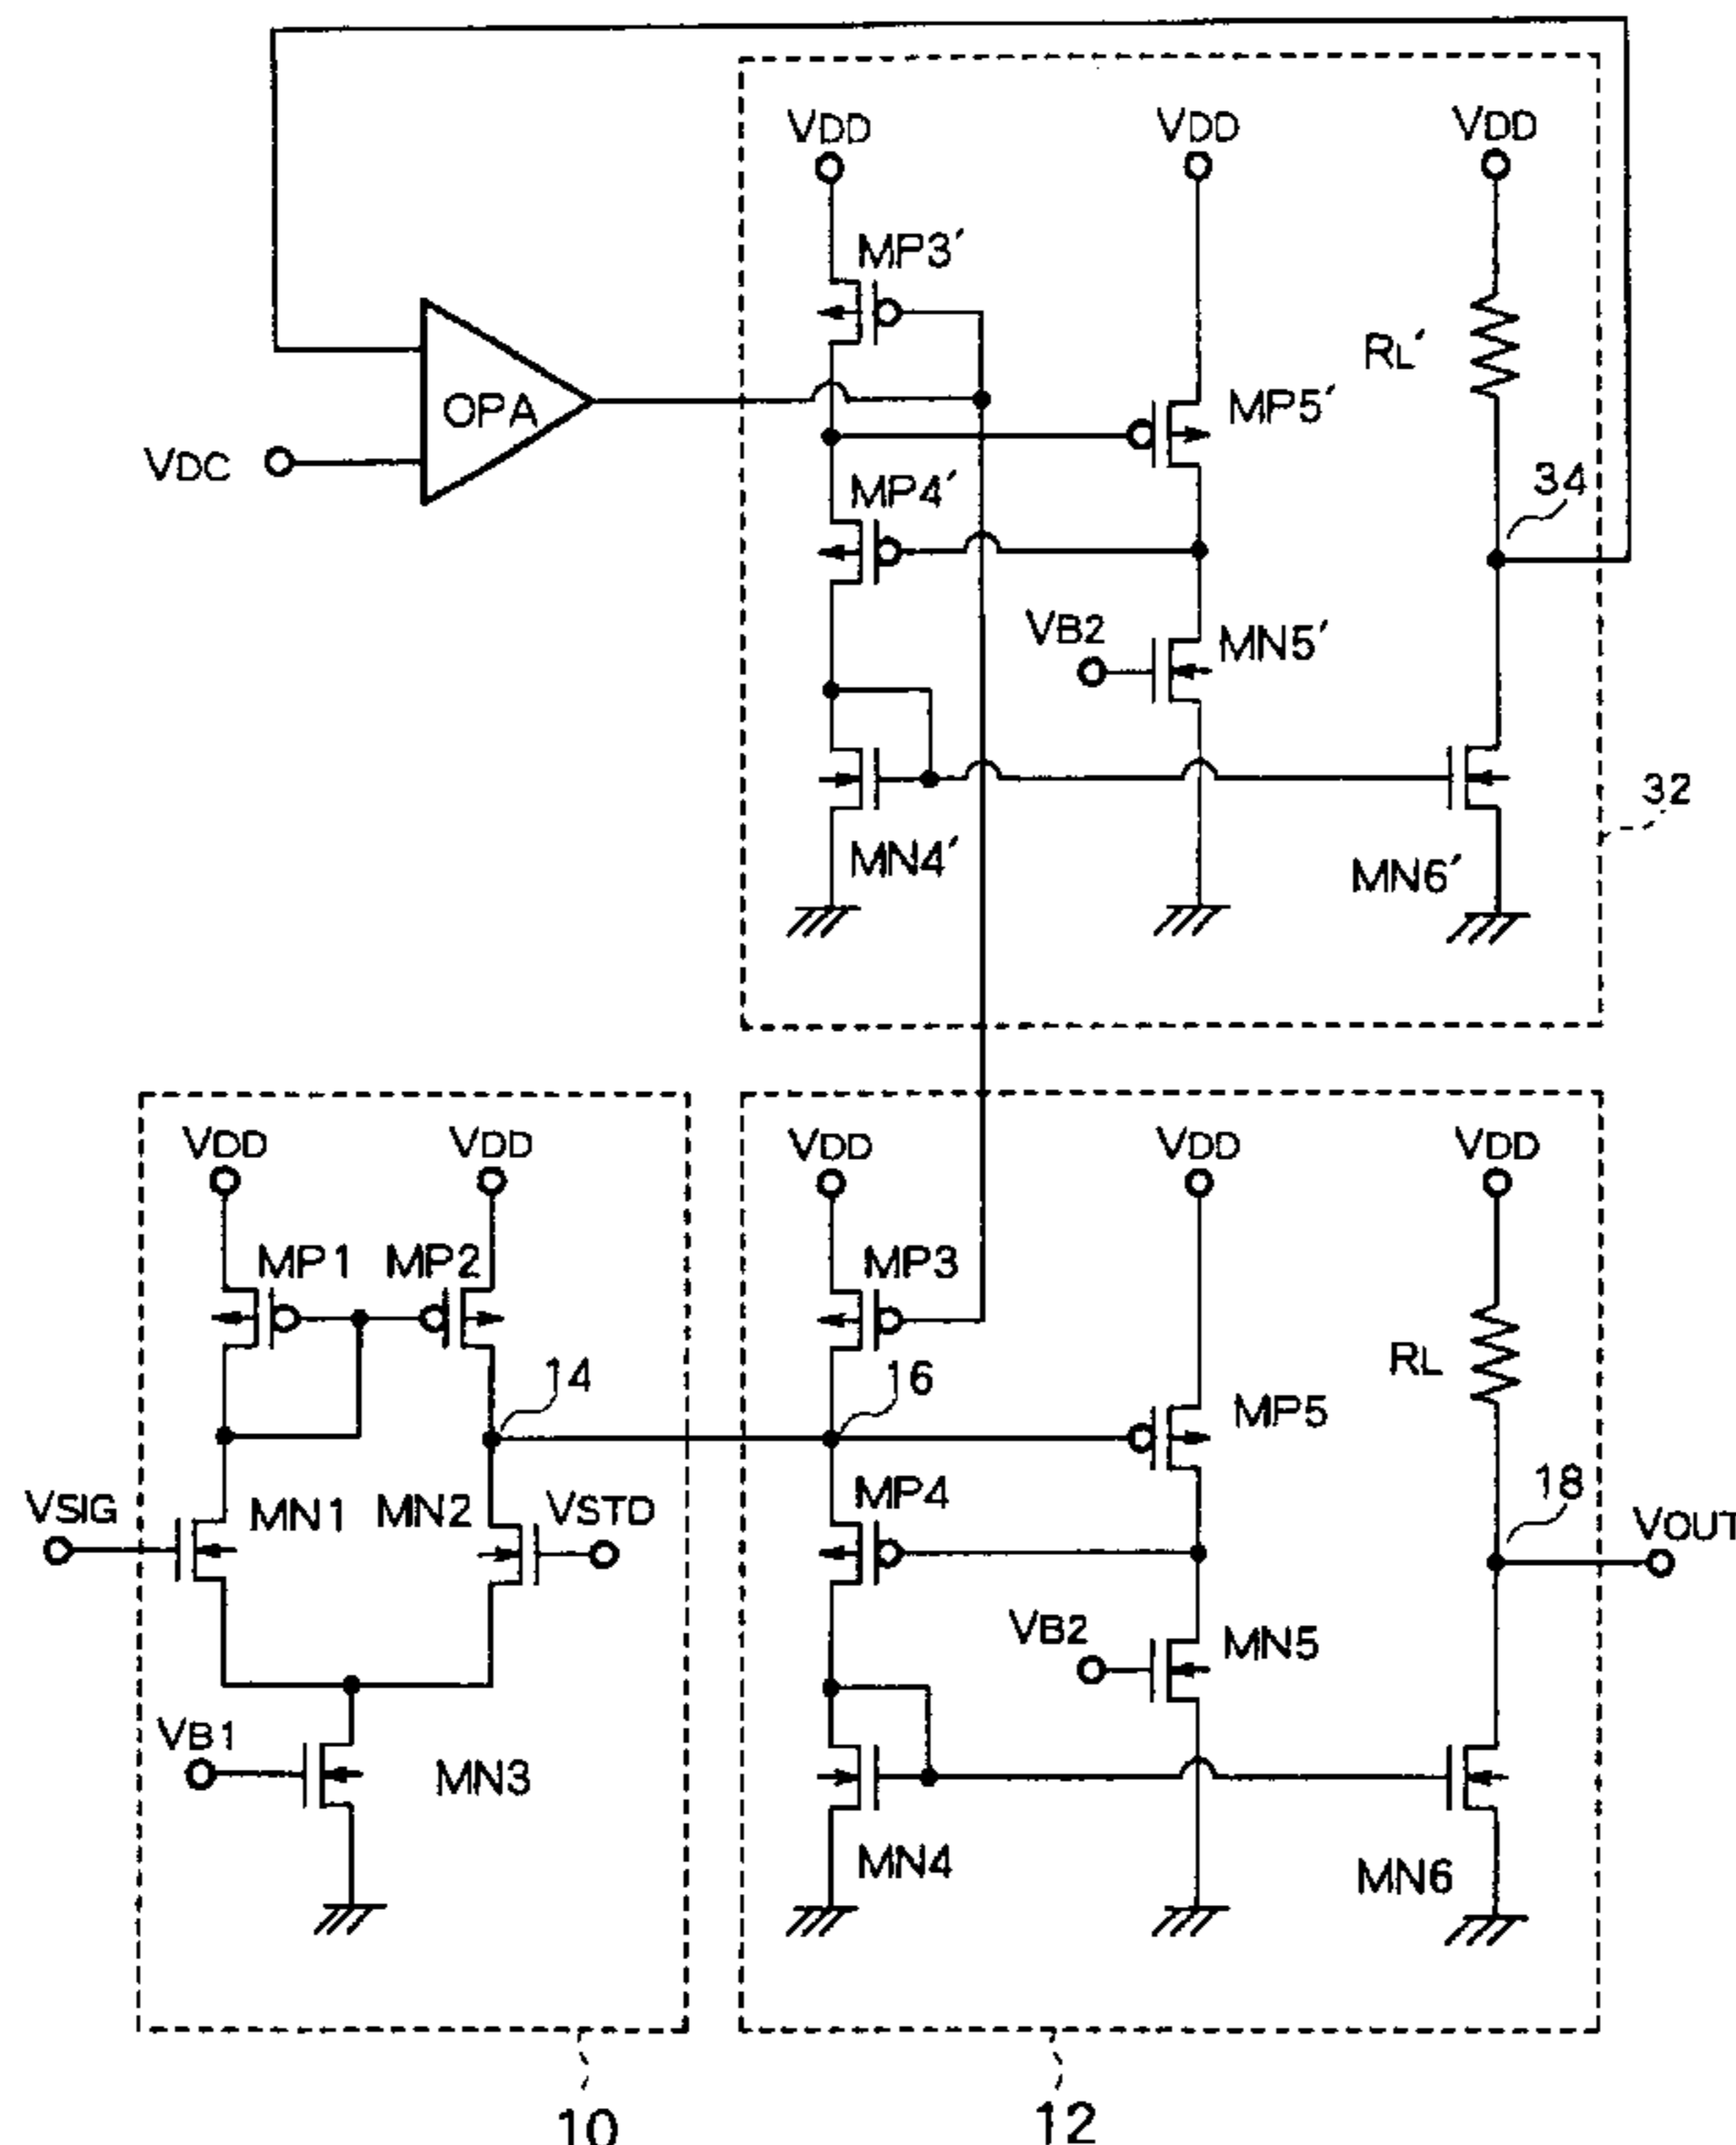 VDD VDD VDD
MP3′
RL′
MP5′
OPA
VDC
34
MP4′
VB2 MN5′
32
MN4′
MN6′
VDD VDD VDD VDD VDD
MP1 MP2 MP3
14 16
RL
MP5
VSIG MN1 MN2 VSTD MP4
18
VOUT
VB2 MN5
VB1
MN3
MN4 MN6
10 12